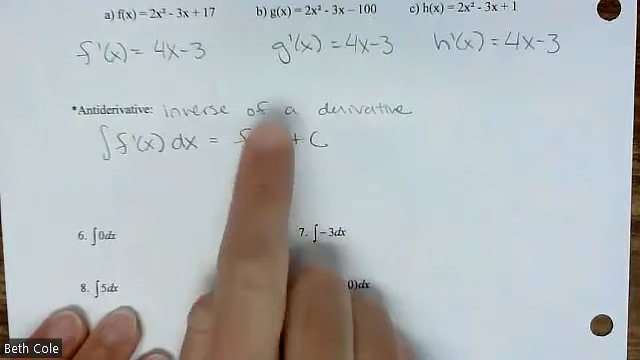 a) f(x) = 2x² - 3x + 17 b) g(x) = 2x² - 3x - 100 c) h(x) = 2x² - 3x + 1
f'(x) = 4x-3 g'(x) = 4x-3 h'(x) = 4x-3
*Antiderivative: inverse of a derivative
∫f'(x) dx = f + C
6. ∫0dx 7. ∫-3dx
8. ∫5dx 0)dx
Beth Cole